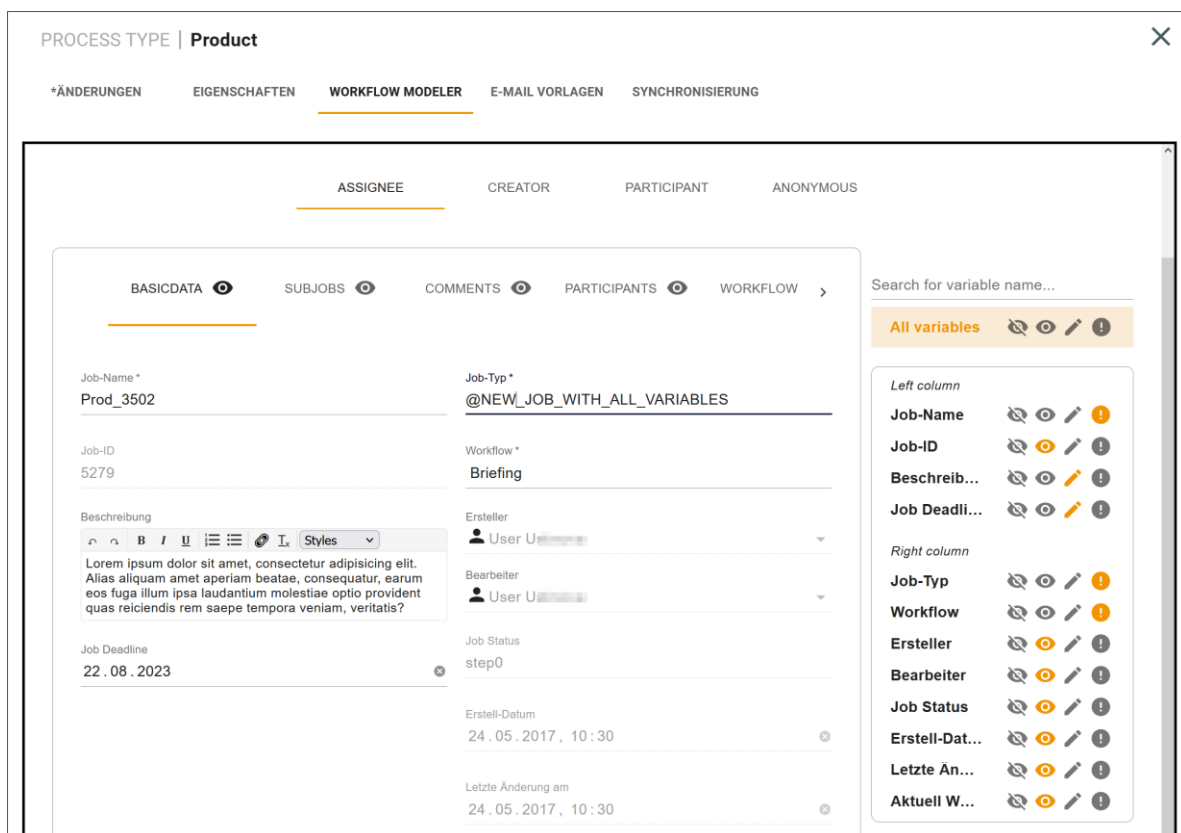 PROCESS TYPE | Product
*ÄNDERUNGEN EIGENSCHAFTEN WORKFLOW MODELER E-MAIL VORLAGEN SYNCHRONISIERUNG
ASSIGNEE CREATOR PARTICIPANT ANONYMOUS
BASICDATA SUBJOBS COMMENTS PARTICIPANTS WORKFLOW
Job-Name *
Prod_3502
Job-ID
5279
Beschreibung
B I U Tx Styles
Lorem ipsum dolor sit amet, consectetur adipisicing elit.
Alias aliquam amet aperiam beatae, consequatur, earum
eos fuga illum ipsa laudantium molestiae optio provident
quas reiciendis rem saepe tempora veniam, veritatis?
Job Deadline
22.08.2023
Job-Typ *
@NEW_JOB_WITH_ALL_VARIABLES
Workflow *
Briefing
Ersteller
User
Bearbeiter
User
Job Status
step0
Erstell-Datum
24.05.2017, 10:30
Letzte Änderung am
24.05.2017, 10:30
Search for variable name...
All variables
Left column
Job-Name
Job-ID
Beschreib...
Job Deadli...
Right column
Job-Typ
Workflow
Ersteller
Bearbeiter
Job Status
Erstell-Dat...
Letzte Än...
Aktuell W...